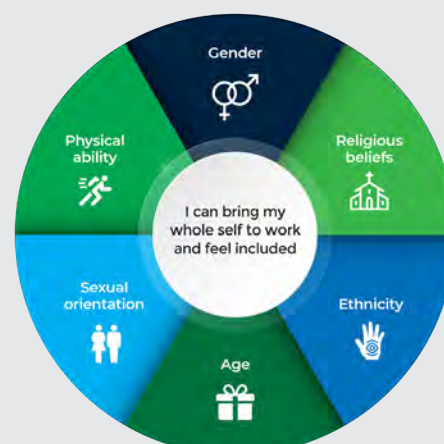 Gender
Religious
beliefs
Ethnicity
Age
Sexual
orientation
Physical
ability
I can bring my
whole self to work
and feel included